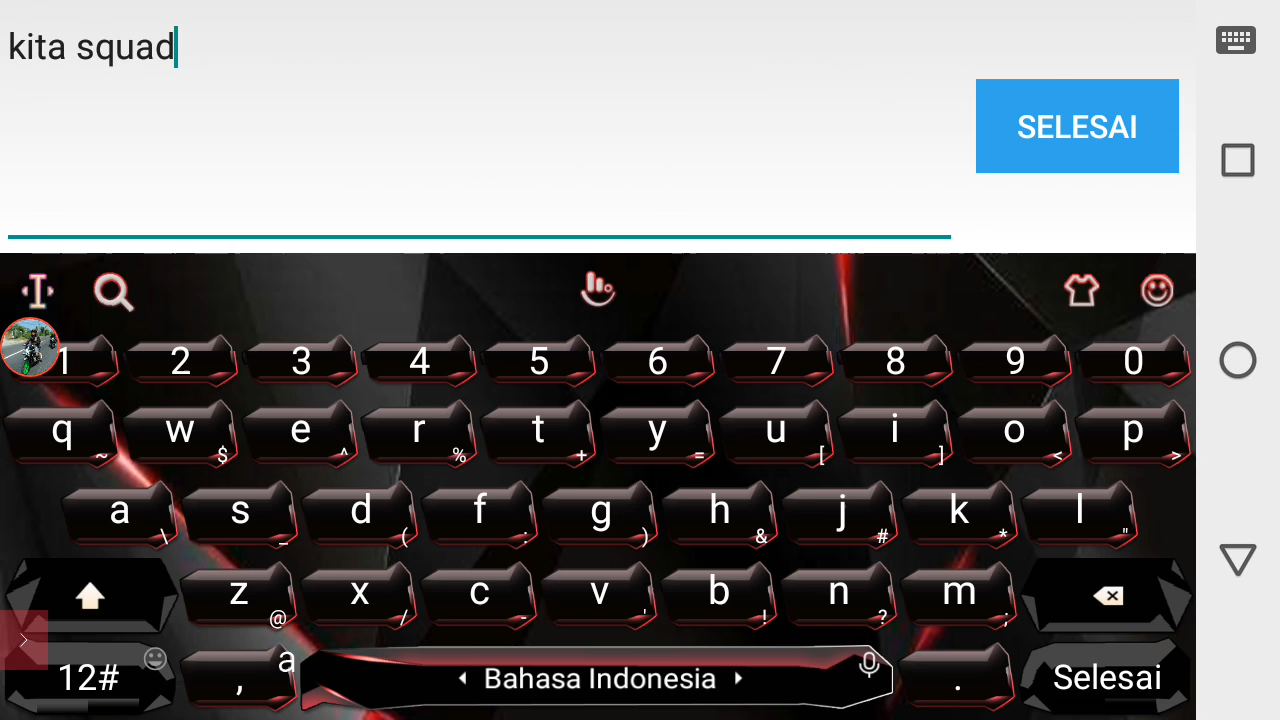 kita squad
SELESAI
1 2 3 4 5 6 7 8 9 0
q w e r t y u i o p
~ $ ^ % + = [ ] < >
a s d f g h j k l
\ _ ( : ) & # * "
z x c v b n m
@ / - ' ! ? ;
12# , a Bahasa Indonesia . Selesai